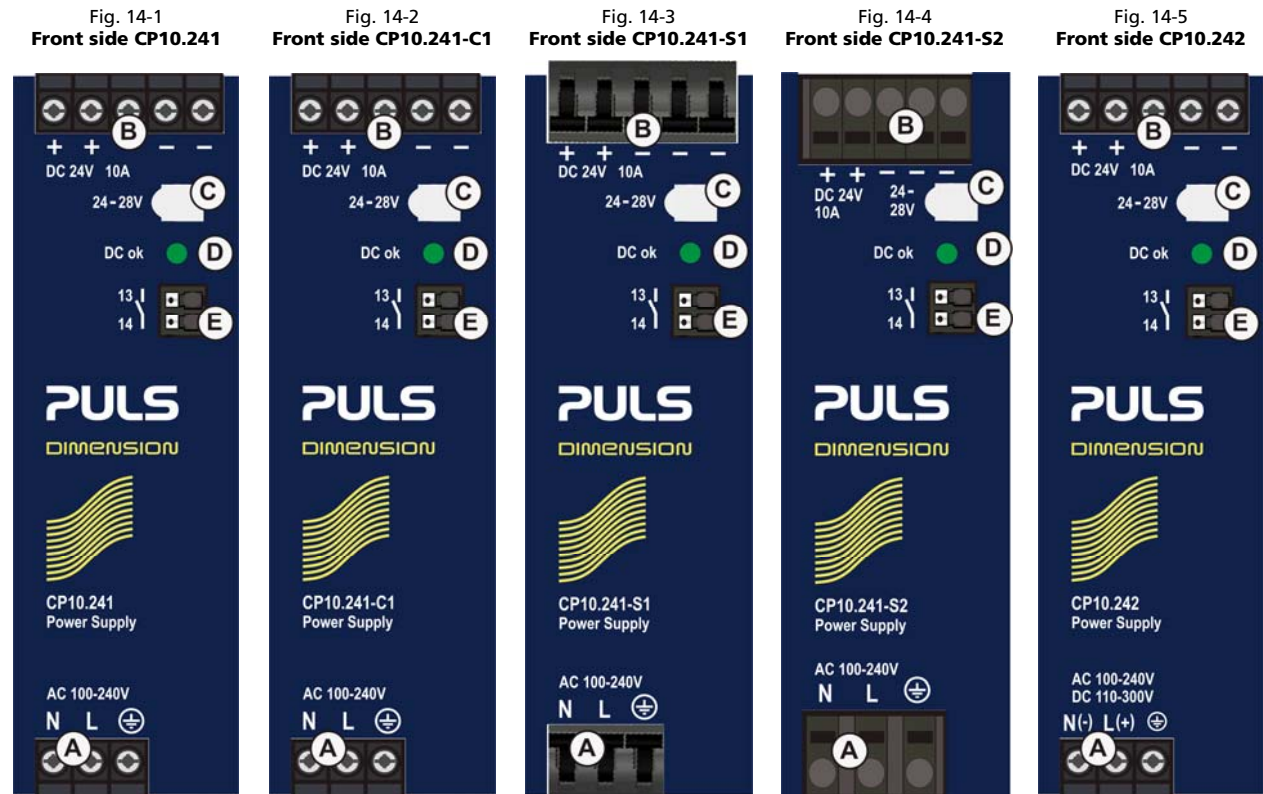 Fig. 14-1
Front side CP10.241
B
+ + – –
DC 24V 10A
24–28V
C
DC ok
D
13
14
E
PULS
DIMENSION
CP10.241
Power Supply
AC 100-240V
N L
A
Fig. 14-2
Front side CP10.241-C1
B
+ + – –
DC 24V 10A
24–28V
C
DC ok
D
13
14
E
PULS
DIMENSION
CP10.241-C1
Power Supply
AC 100-240V
N L
A
Fig. 14-3
Front side CP10.241-S1
B
+ + – – –
DC 24V 10A
24–28V
C
DC ok
D
13
14
E
PULS
DIMENSION
CP10.241-S1
Power Supply
AC 100-240V
N L
A
Fig. 14-4
Front side CP10.241-S2
B
+ + – – –
DC 24V
10A
24–
28V
C
DC ok
D
13
14
E
PULS
DIMENSION
CP10.241-S2
Power Supply
AC 100-240V
N L
A
Fig. 14-5
Front side CP10.242
B
+ + – –
DC 24V 10A
24–28V
C
DC ok
D
13
14
E
PULS
DIMENSION
CP10.242
Power Supply
AC 100-240V
DC 110-300V
N(-) L(+)
A